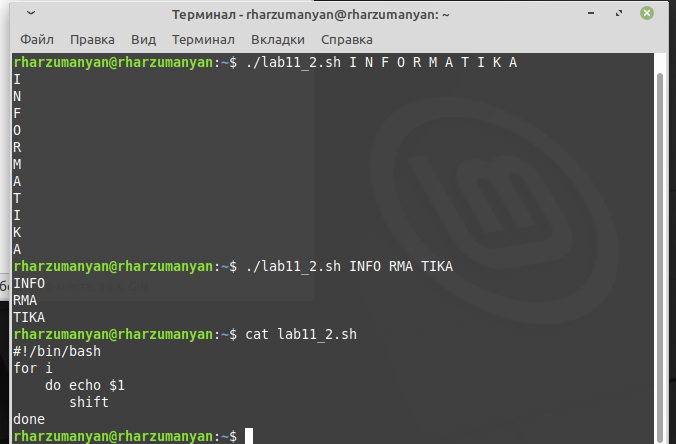 Терминал - rharzumanyan@rharzumanyan: ~
Файл Правка Вид Терминал Вкладки Справка
rharzumanyan@rharzumanyan:~$ ./lab11_2.sh I N F O R M A T I K A
I
N
F
O
R
M
A
T
I
K
A
rharzumanyan@rharzumanyan:~$ ./lab11_2.sh INFO RMA TIKA
INFO
RMA
TIKA
rharzumanyan@rharzumanyan:~$ cat lab11_2.sh
#!/bin/bash
for i
    do echo $1
       shift
done
rharzumanyan@rharzumanyan:~$